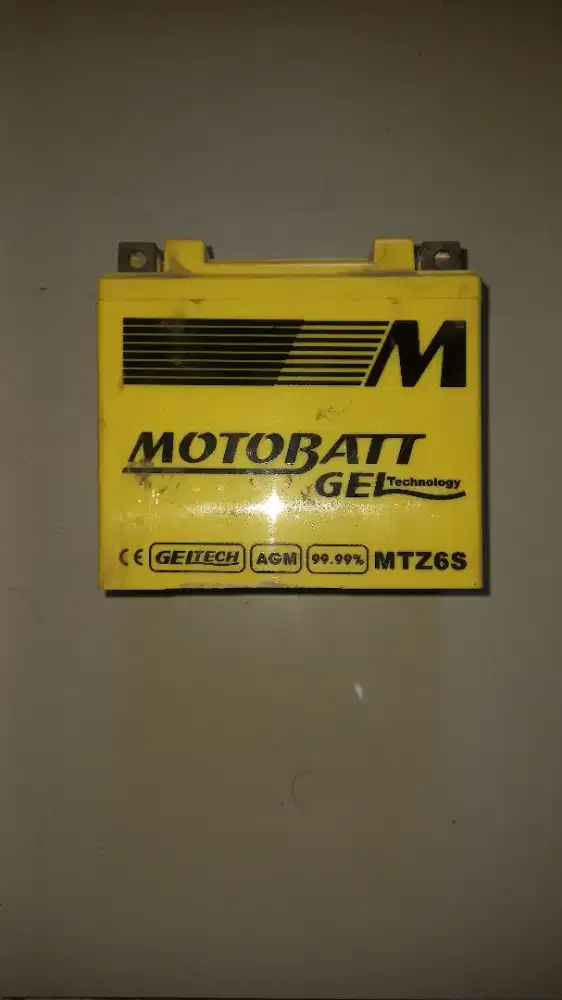 M
MOTOBATT
GEL Technology
CE GELTECH AGM 99.99% MTZ6S